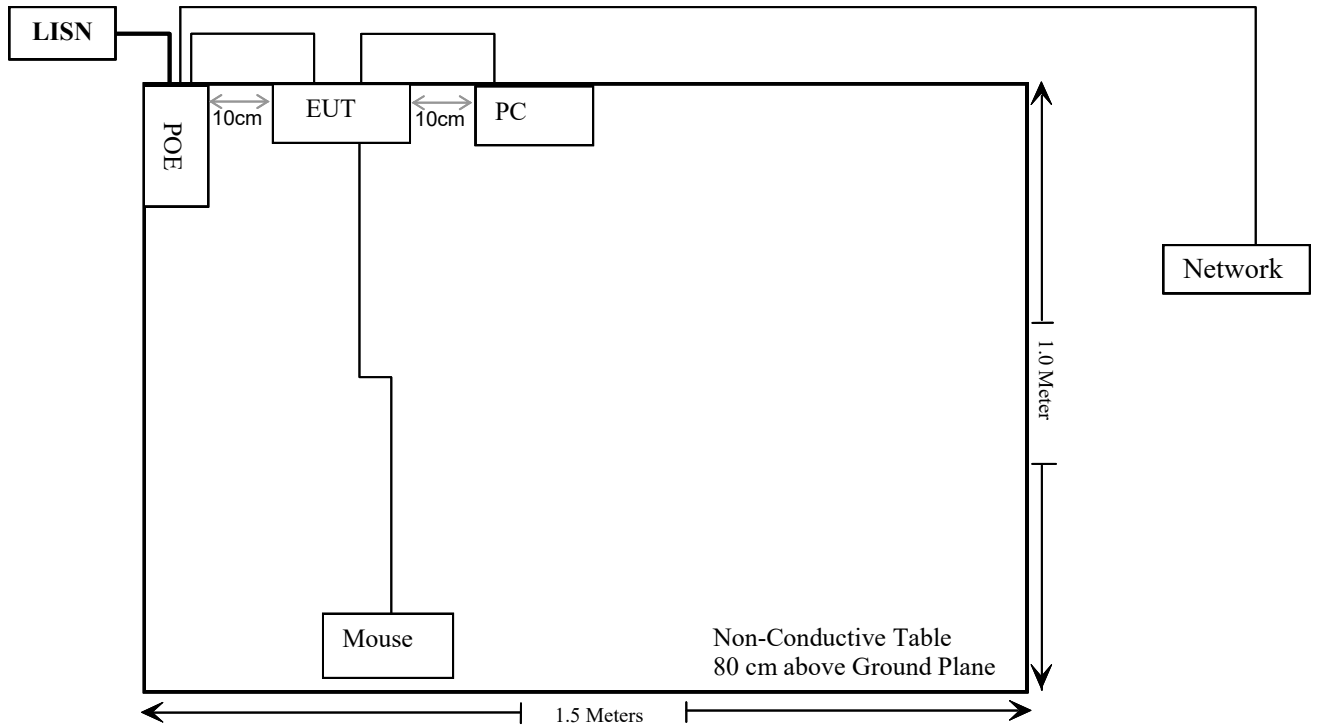 LISN
EUT
PC
10cm
10cm
POE
Network
1.0 Meter
Mouse
Non-Conductive Table
80 cm above Ground Plane
1.5 Meters